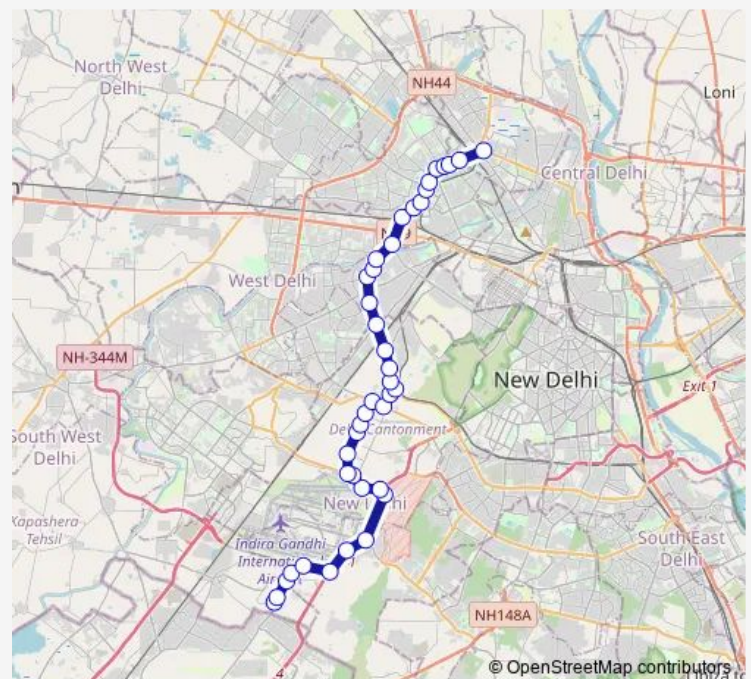 North West
Delhi
NH44
Loni
Central Delhi
West Delhi
NH-344M
New Delhi
Exit 1
South West
Delhi
Delhi Cantonment
Kapashera
Tehsil
Indira Gandhi
South East
Delhi
NH148A
4
© OpenStreetMap contributors